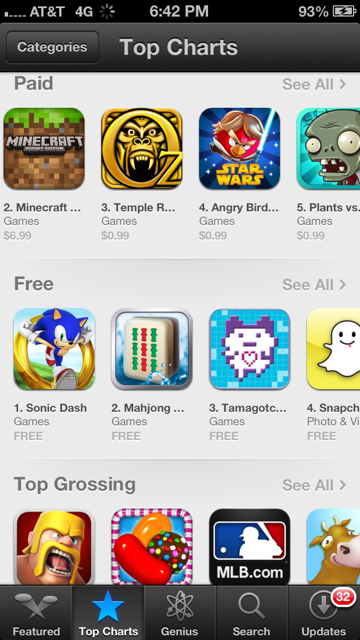 AT&T 4G 6:42 PM 93%
Categories Top Charts
Paid See All >
MINECRAFT
POCKET EDITION
Oz
STAR
WARS
2. Minecraft ... 3. Temple R... 4. Angry Bird... 5. Plants vs.
Games Games Games Games
$6.99 $0.99 $0.99 $0.99
Free See All >
1. Sonic Dash 2. Mahjong ... 3. Tamagotc... 4. Snapch
Games Games Games Photo & Vi
FREE FREE FREE FREE
Top Grossing See All >
MLB.com
32
Featured Top Charts Genius Search Updates